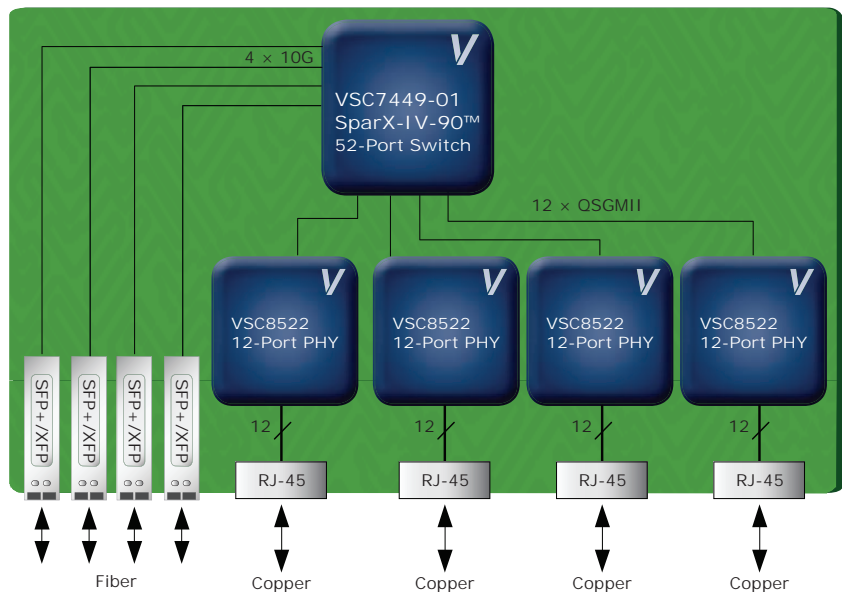 4 × 10G
V
VSC7449-01
SparX-IV-90™
52-Port Switch
12 × QSGMII
V
VSC8522
12-Port PHY
V
VSC8522
12-Port PHY
V
VSC8522
12-Port PHY
V
VSC8522
12-Port PHY
SFP+/XFP
SFP+/XFP
SFP+/XFP
SFP+/XFP
12
12
12
12
RJ-45
RJ-45
RJ-45
RJ-45
Fiber
Copper
Copper
Copper
Copper